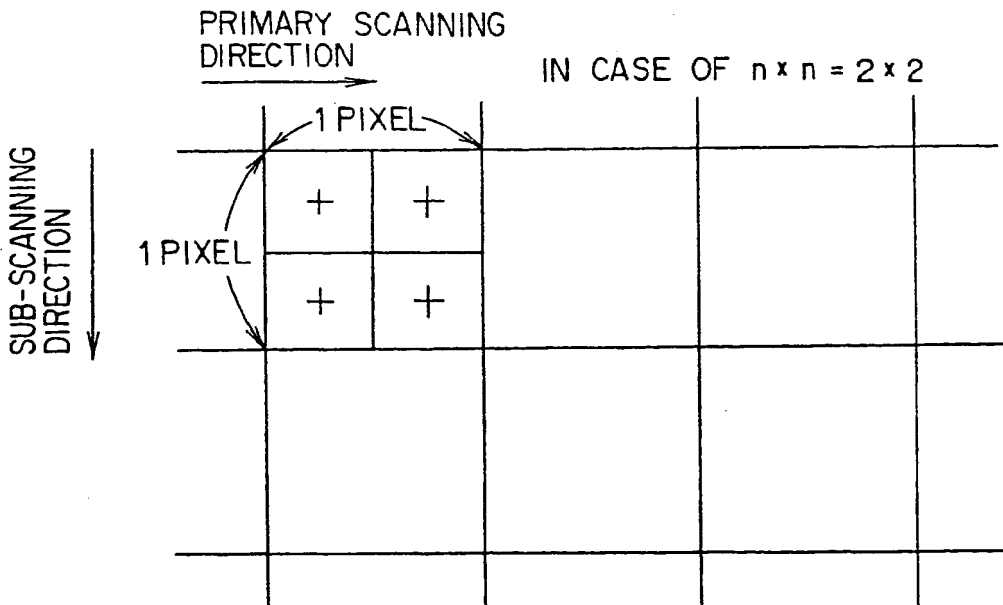 PRIMARY SCANNING
DIRECTION
IN CASE OF n × n = 2 × 2
1 PIXEL
SUB-SCANNING
DIRECTION
1 PIXEL
+ +
+ +